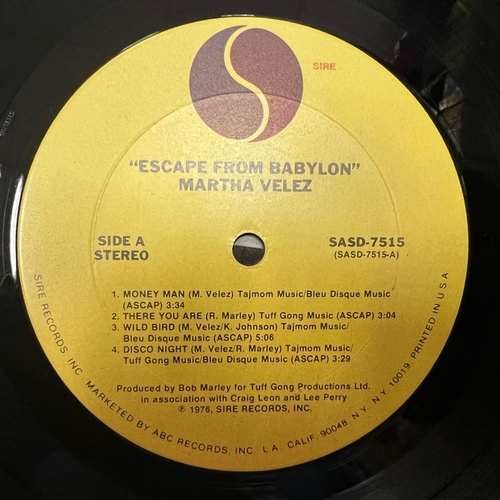 SIRE
"ESCAPE FROM BABYLON"
MARTHA VELEZ
SIDE A
STEREO
SASD-7515
(SASD-7515-A)
1. MONEY MAN (M. Velez) Tajmom Music/Bleu Disque Music
(ASCAP) 3:34
2. THERE YOU ARE (R. Marley) Tuff Gong Music (ASCAP) 3:04
3. WILD BIRD (M. Velez/K. Johnson) Tajmom Music/
Bleu Disque Music (ASCAP) 5:06
4. DISCO NIGHT (M. Velez/R. Marley) Tajmom Music/
Tuff Gong Music/Bleu Disque Music (ASCAP) 3:29
Produced by Bob Marley for Tuff Gong Productions Ltd.
in association with Craig Leon and Lee Perry
℗ 1976, SIRE RECORDS, INC.
SIRE RECORDS, INC. MARKETED BY ABC RECORDS, INC L.A. CALIF. 90048 N.Y. N.Y. 10019. PRINTED IN U.S.A.